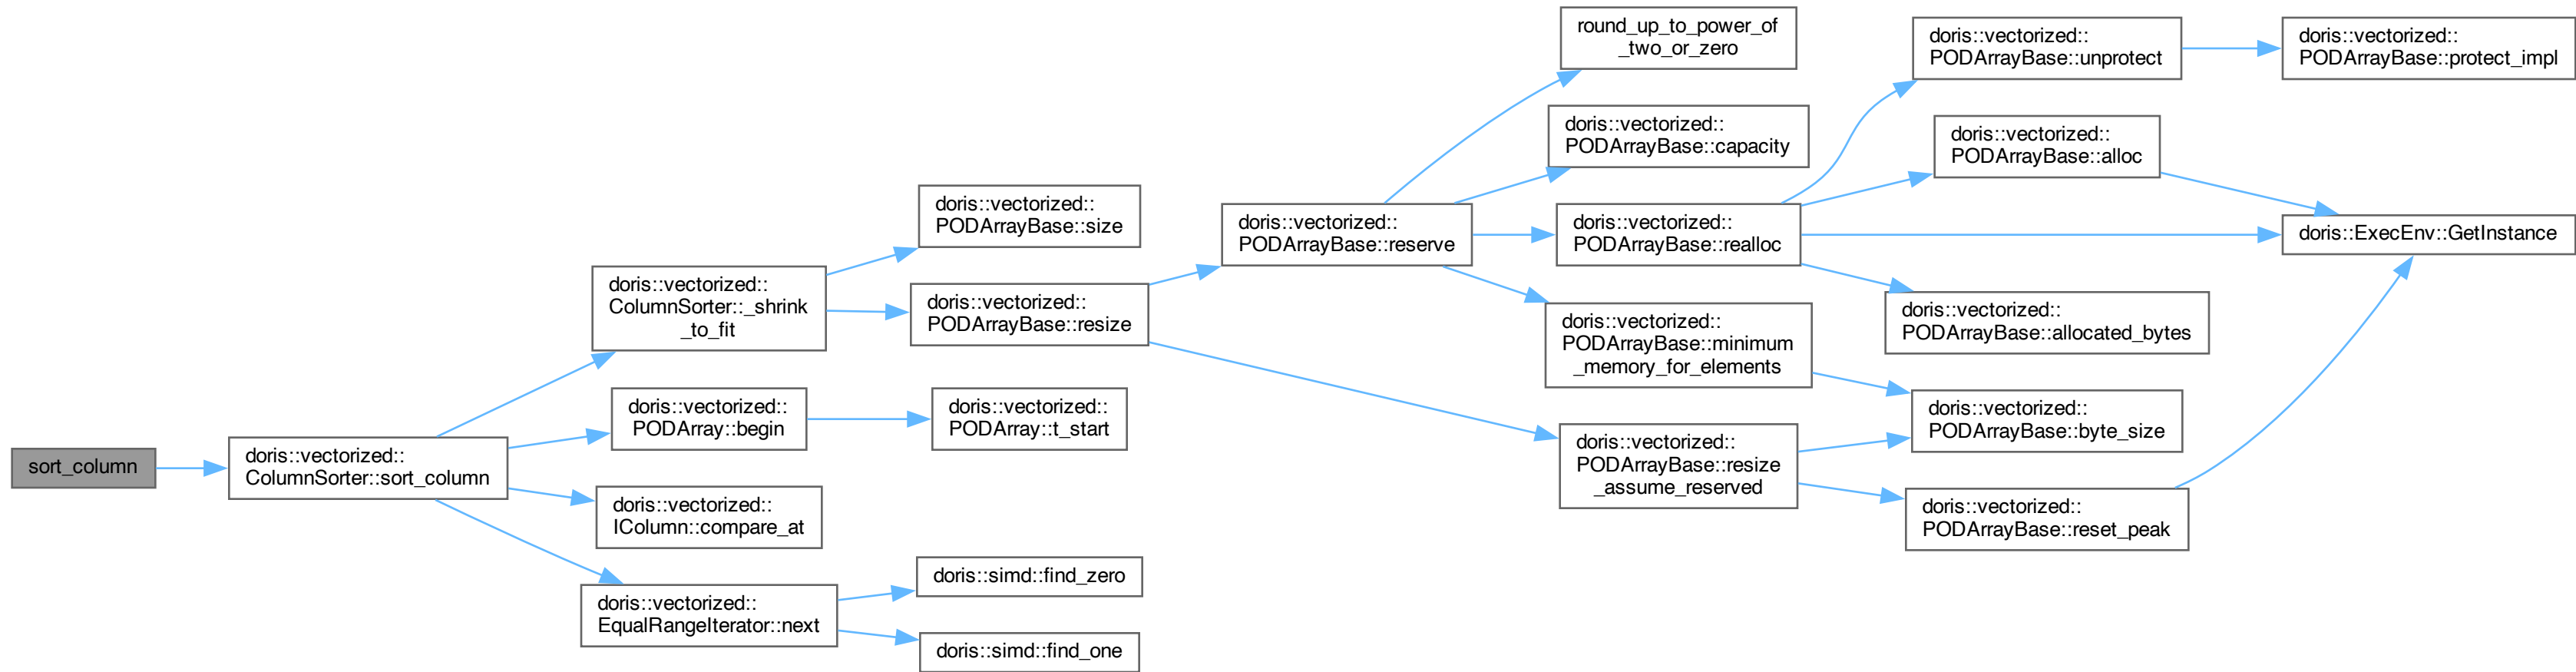 sort_column
doris::vectorized::
ColumnSorter::sort_column
doris::vectorized::
ColumnSorter::_shrink
_to_fit
doris::vectorized::
PODArray::begin
doris::vectorized::
IColumn::compare_at
doris::vectorized::
EqualRangeIterator::next
doris::vectorized::
PODArrayBase::size
doris::vectorized::
PODArrayBase::resize
doris::vectorized::
PODArray::t_start
doris::simd::find_zero
doris::simd::find_one
doris::vectorized::
PODArrayBase::reserve
round_up_to_power_of
_two_or_zero
doris::vectorized::
PODArrayBase::capacity
doris::vectorized::
PODArrayBase::realloc
doris::vectorized::
PODArrayBase::minimum
_memory_for_elements
doris::vectorized::
PODArrayBase::resize
_assume_reserved
doris::vectorized::
PODArrayBase::unprotect
doris::vectorized::
PODArrayBase::alloc
doris::vectorized::
PODArrayBase::allocated_bytes
doris::vectorized::
PODArrayBase::byte_size
doris::vectorized::
PODArrayBase::reset_peak
doris::vectorized::
PODArrayBase::protect_impl
doris::ExecEnv::GetInstance